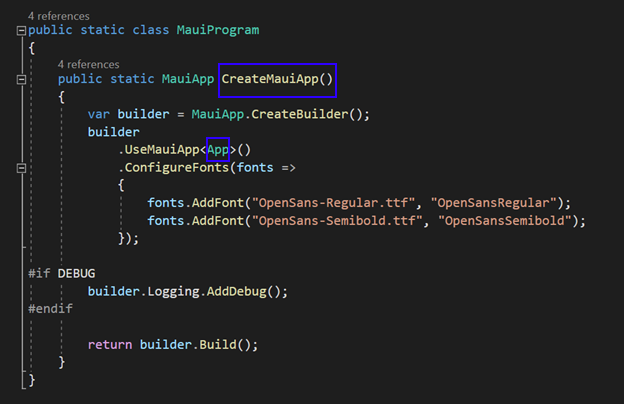 4 references
public static class MauiProgram
{
4 references
public static MauiApp CreateMauiApp()
{
var builder = MauiApp.CreateBuilder();
builder
.UseMauiApp<App>()
.ConfigureFonts(fonts =>
{
fonts.AddFont("OpenSans-Regular.ttf", "OpenSansRegular");
fonts.AddFont("OpenSans-Semibold.ttf", "OpenSansSemibold");
});
#if DEBUG
builder.Logging.AddDebug();
#endif
return builder.Build();
}
}